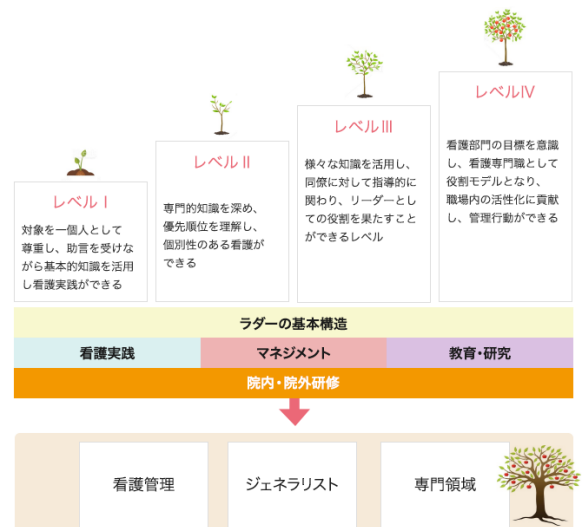 レベルⅠ
対象を一個人として
尊重し、助言を受けな
がら基本的知識を活用
し看護実践ができる
レベルⅡ
専門的知識を深め、
優先順位を理解し、
個別性のある看護が
できる
レベルⅢ
様々な知識を活用し、
同僚に対して指導的に
関わり、リーダーとし
ての役割を果たすこと
ができるレベル
レベルⅣ
看護部門の目標を意識
し、看護専門職として
役割モデルとなり、
職場内の活性化に貢献
し、管理行動ができる
ラダーの基本構造
看護実践
マネジメント
教育・研究
院内・院外研修
看護管理
ジェネラリスト
専門領域